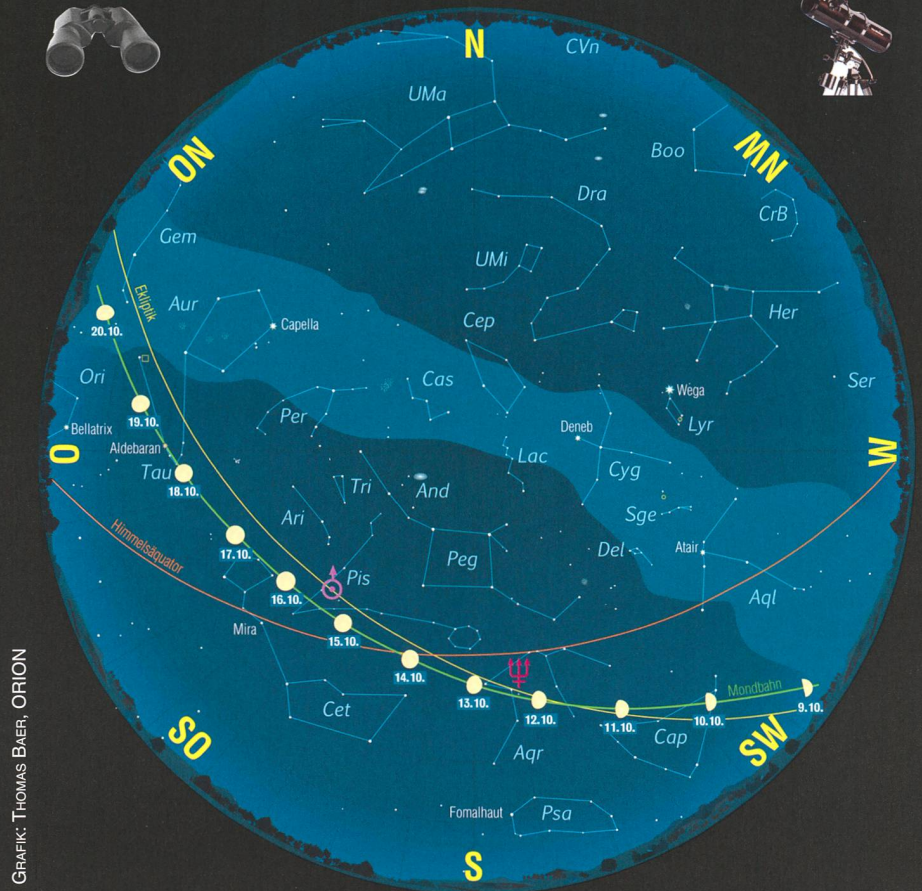 N
CVn
UMa
Boo
NO
NW
Dra
CrB
Gem
UMi
Her
Ekliptik
Aur
Cep
Capella
20.10.
Cas
Ori
Wega
Ser
Per
Lyr
Bellatrix
19.10.
Deneb
O
Aldebaran
Lac
W
Tau
Cyg
Tri
And
18.10.
Sge
Ari
Himmelsäquator
Del
Atair
17.10.
Peg
Pis
16.10.
Aql
Mira
15.10.
14.10.
Mondbahn
13.10.
12.10.
11.10.
10.10.
9.10.
Cet
Cap
SO
SW
Aqr
Fomalhaut
Psa
S
GRAFIK: THOMAS BAER, ORION